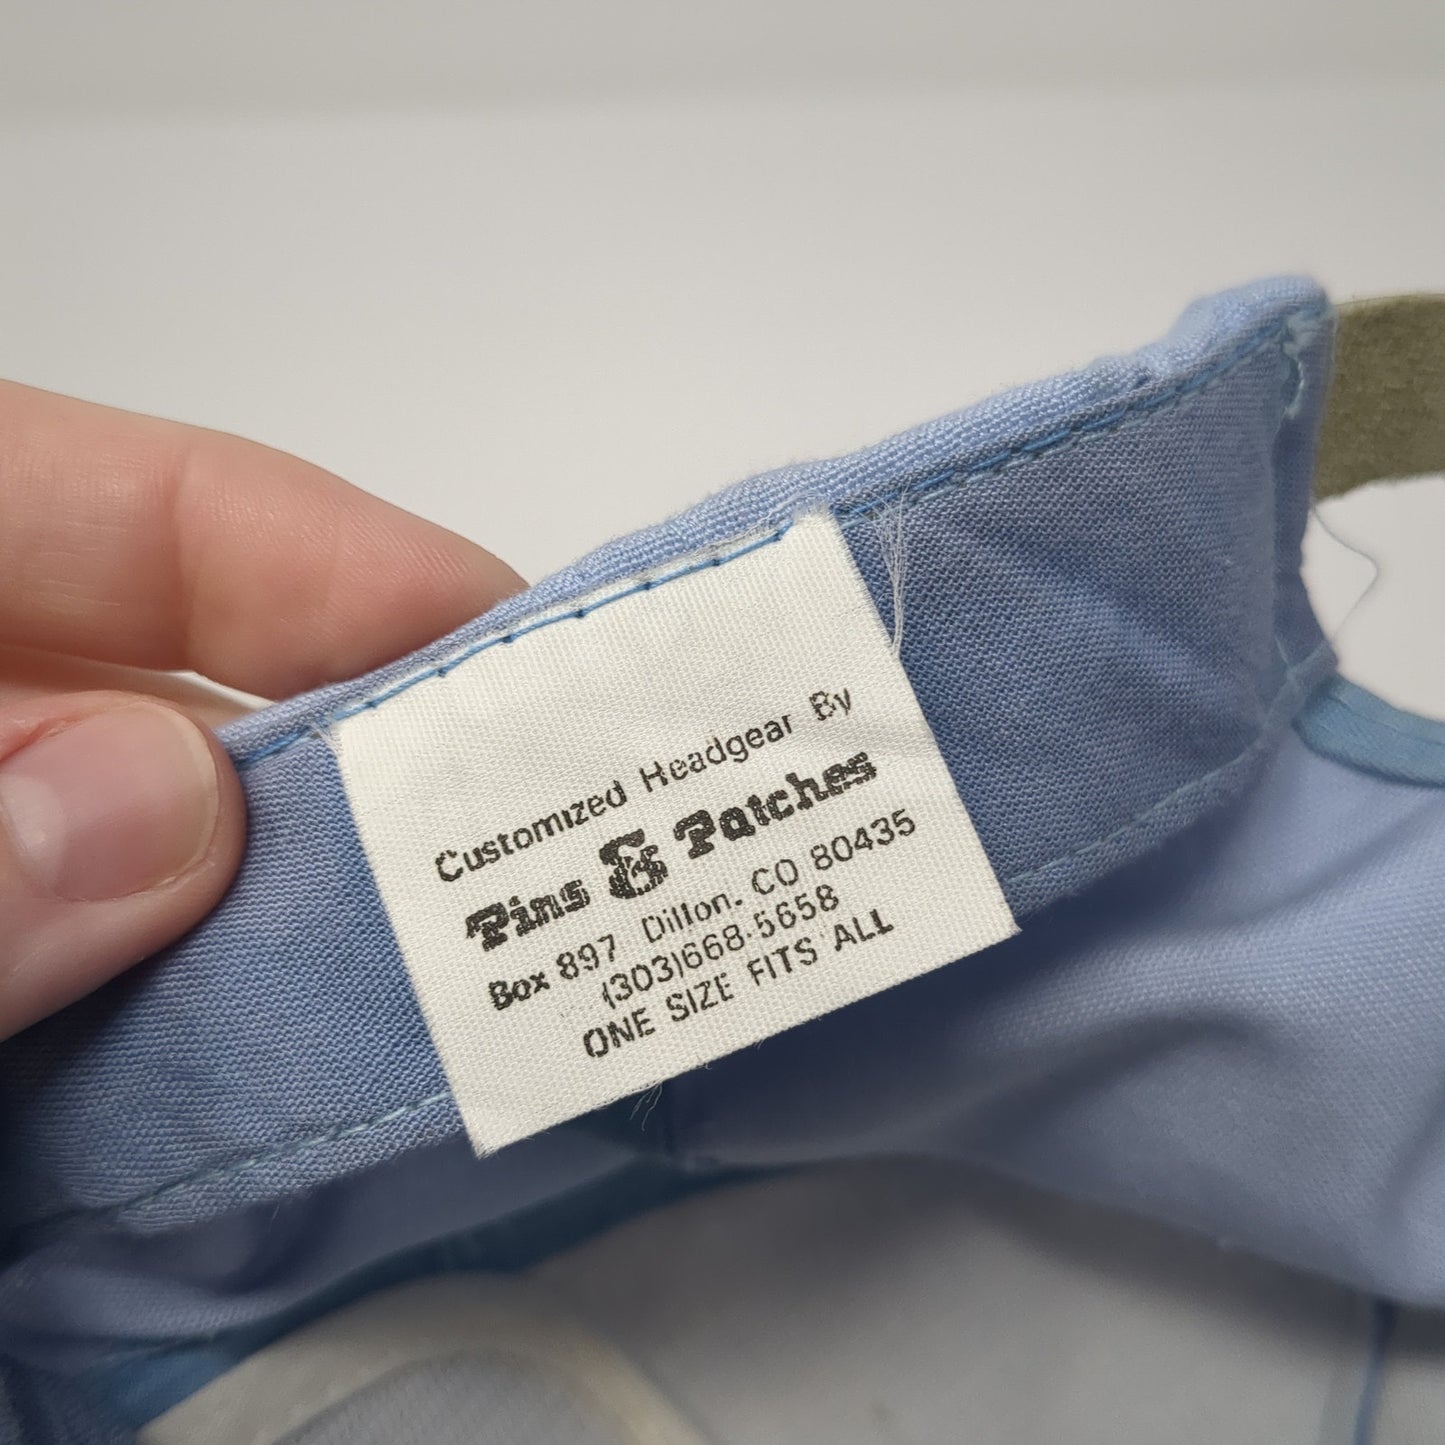 Customized Headgear By
Pins & Patches
Box 897 Dillon, CO 80435
(303)668-5658
ONE SIZE FITS ALL